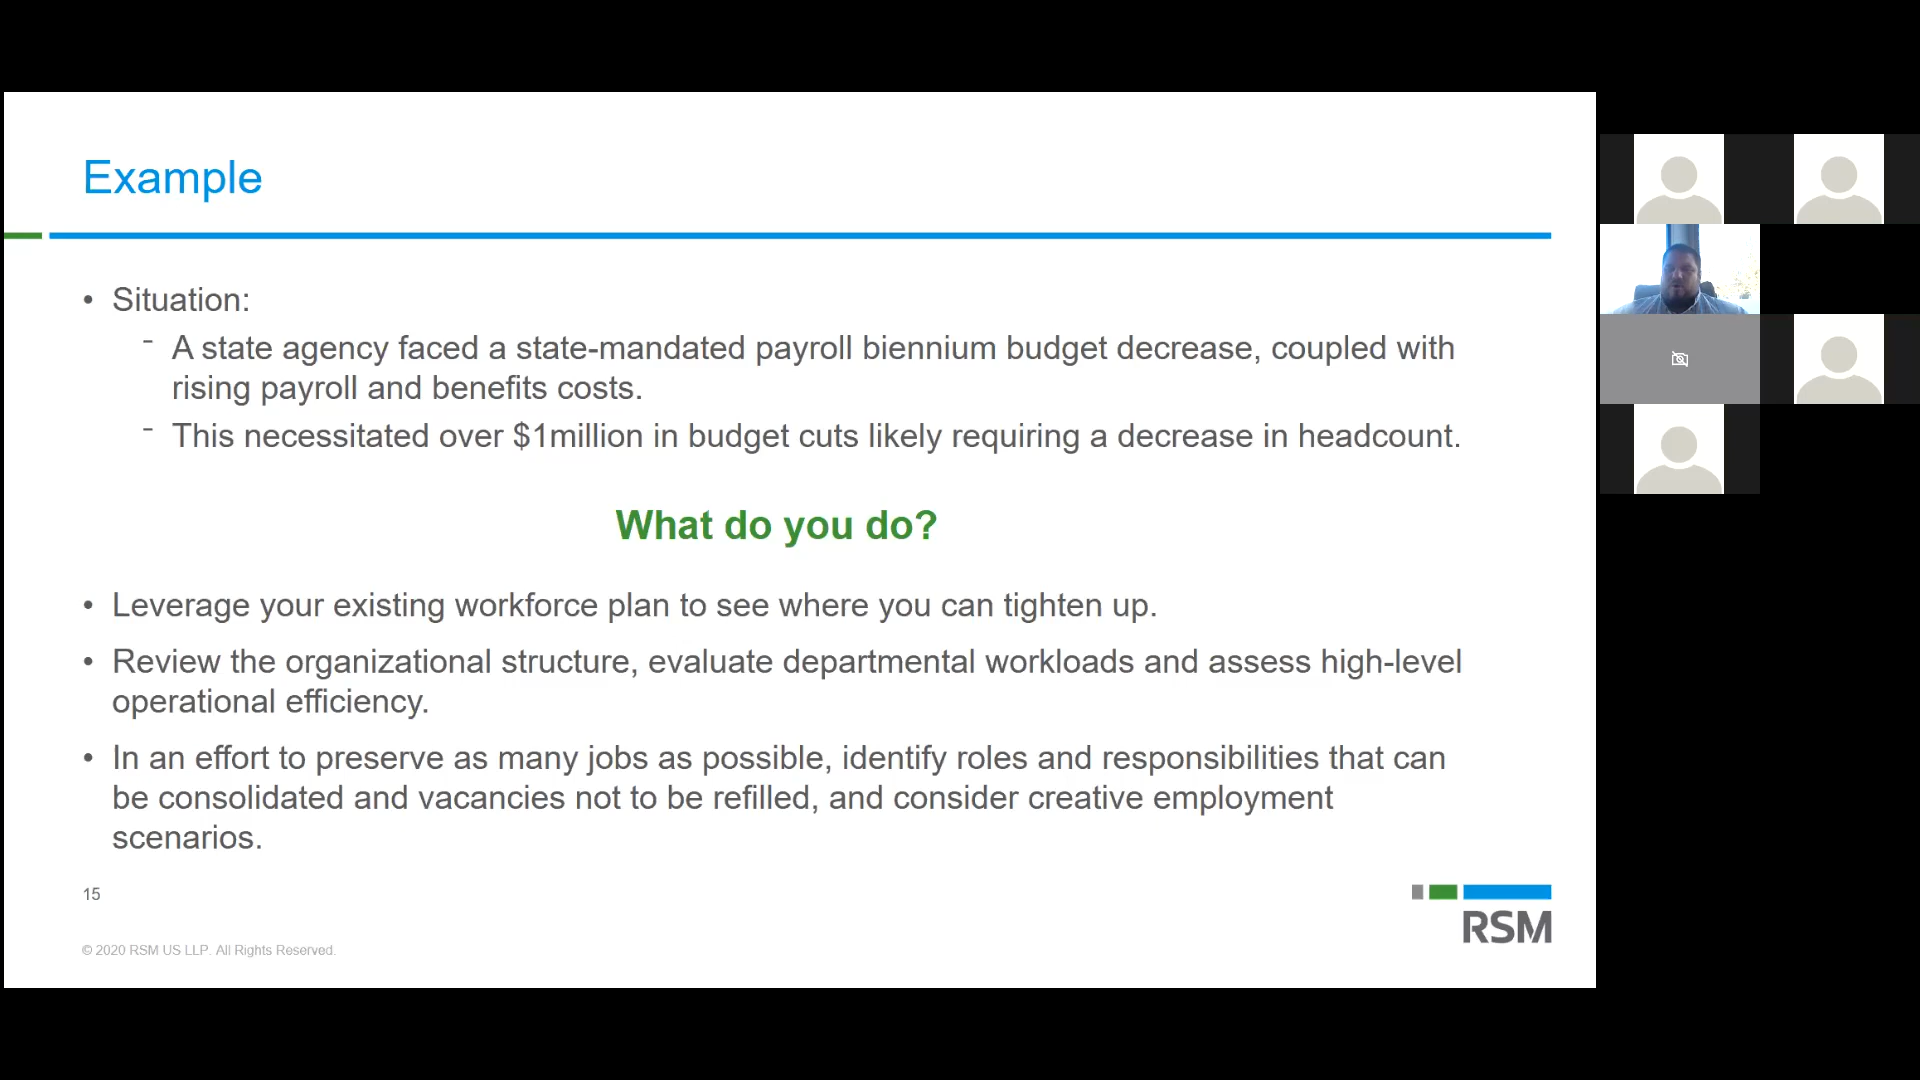 Example
• Situation:
- A state agency faced a state-mandated payroll biennium budget decrease, coupled with
rising payroll and benefits costs.
- This necessitated over $1million in budget cuts likely requiring a decrease in headcount.
What do you do?
• Leverage your existing workforce plan to see where you can tighten up.
• Review the organizational structure, evaluate departmental workloads and assess high-level
operational efficiency.
• In an effort to preserve as many jobs as possible, identify roles and responsibilities that can
be consolidated and vacancies not to be refilled, and consider creative employment
scenarios.
15
RSM
© 2020 RSM US LLP. All Rights Reserved.